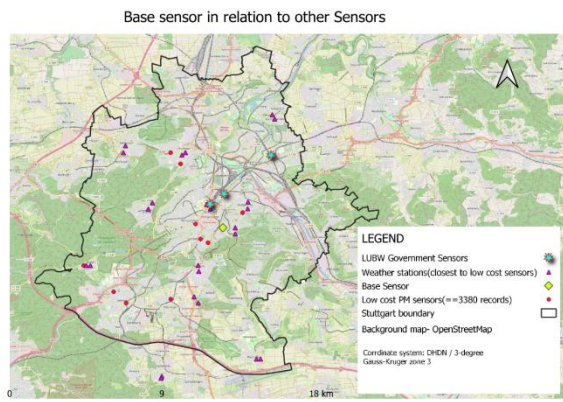 Base sensor in relation to other Sensors
LEGEND
LUBW Government Sensors
Weather stations(closest to low cost sensors)
Base Sensor
Low cost PM sensors(==3380 records)
Stuttgart boundary
Background map- OpenStreetMap
Corrdinate system: DHDN / 3-degree
Gauss-Kruger zone 3
0 9 18 km